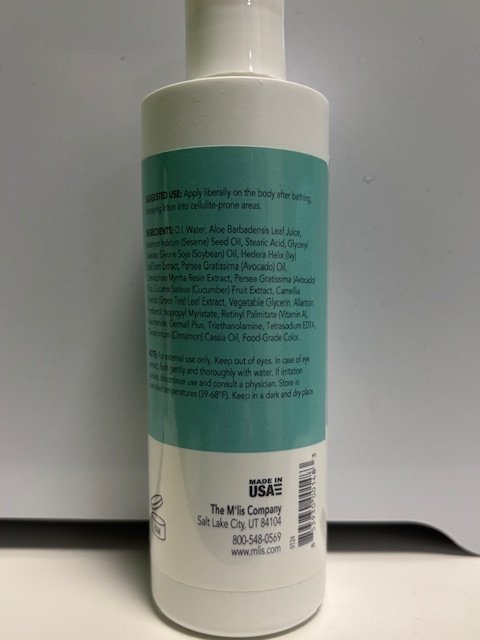 SUGGESTED USE: Apply liberally on the body after bathing,
lotion into cellulite-prone areas.
INGREDIENTS: D.I. Water, Aloe Barbadensis Leaf Juice,
Indicum (Sesame) Seed Oil, Stearic Acid, Glyceryl
Glycine Soja (Soybean) Oil, Hedera Helix (Ivy)
Extract, Persea Gratissima (Avocado) Oil,
Myrrha Resin Extract, Persea Gratissima (Avocado)
Cucumis Sativus (Cucumber) Fruit Extract, Camellia
Green Tea) Leaf Extract, Vegetable Glycerin, Allantoin,
Isopropyl Myristate, Retinyl Palmitate (Vitamin A),
Germall Plus, Triethanolamine, Tetrasodium EDTA,
(Cinnamon) Cassia Oil, Food-Grade Color.
NOTE: For external use only. Keep out of eyes. In case of eye
flush gently and thoroughly with water. If irritation
discontinue use and consult a physician. Store in
temperatures (39-68°F). Keep in a dark and dry place.
MADE IN
USA
The M'lis Company
Salt Lake City, UT 84104
800-548-0569
www.mlis.com
0124